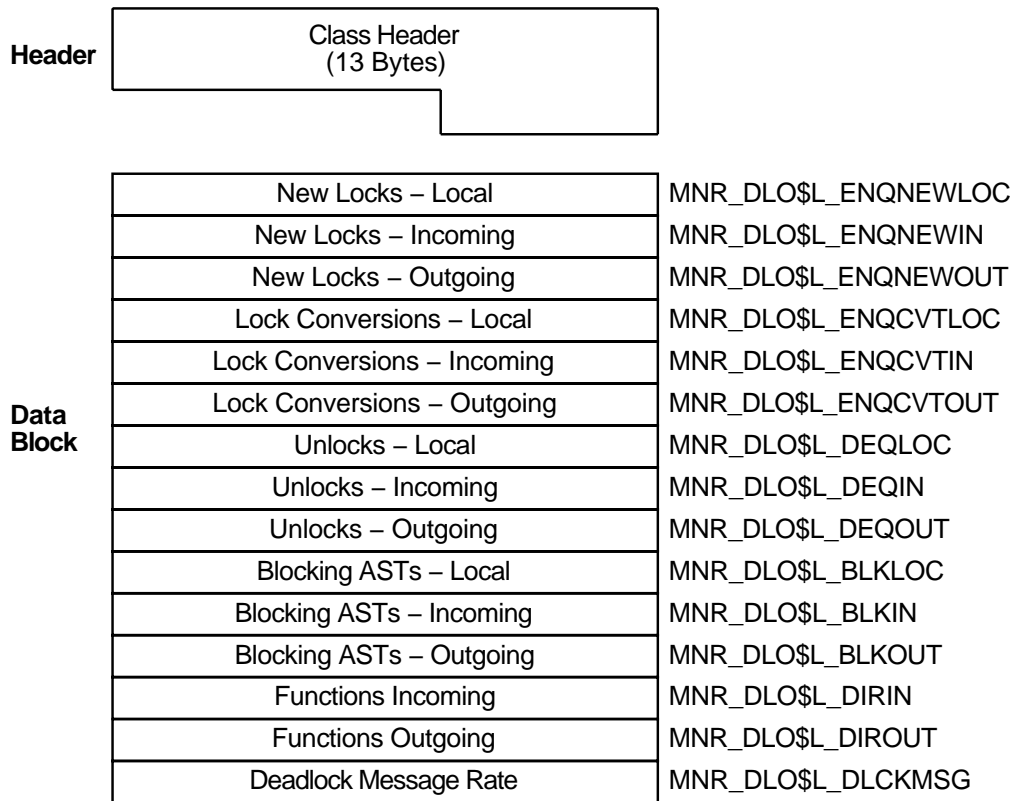 Header
Class Header
(13 Bytes)
New Locks – Local MNR_DLO$L_ENQNEWLOC
New Locks – Incoming MNR_DLO$L_ENQNEWIN
New Locks – Outgoing MNR_DLO$L_ENQNEWOUT
Lock Conversions – Local MNR_DLO$L_ENQCVTLOC
Lock Conversions – Incoming MNR_DLO$L_ENQCVTIN
Lock Conversions – Outgoing MNR_DLO$L_ENQCVTOUT
Data
Block
Unlocks – Local MNR_DLO$L_DEQLOC
Unlocks – Incoming MNR_DLO$L_DEQIN
Unlocks – Outgoing MNR_DLO$L_DEQOUT
Blocking ASTs – Local MNR_DLO$L_BLKLOC
Blocking ASTs – Incoming MNR_DLO$L_BLKIN
Blocking ASTs – Outgoing MNR_DLO$L_BLKOUT
Functions Incoming MNR_DLO$L_DIRIN
Functions Outgoing MNR_DLO$L_DIROUT
Deadlock Message Rate MNR_DLO$L_DLCKMSG